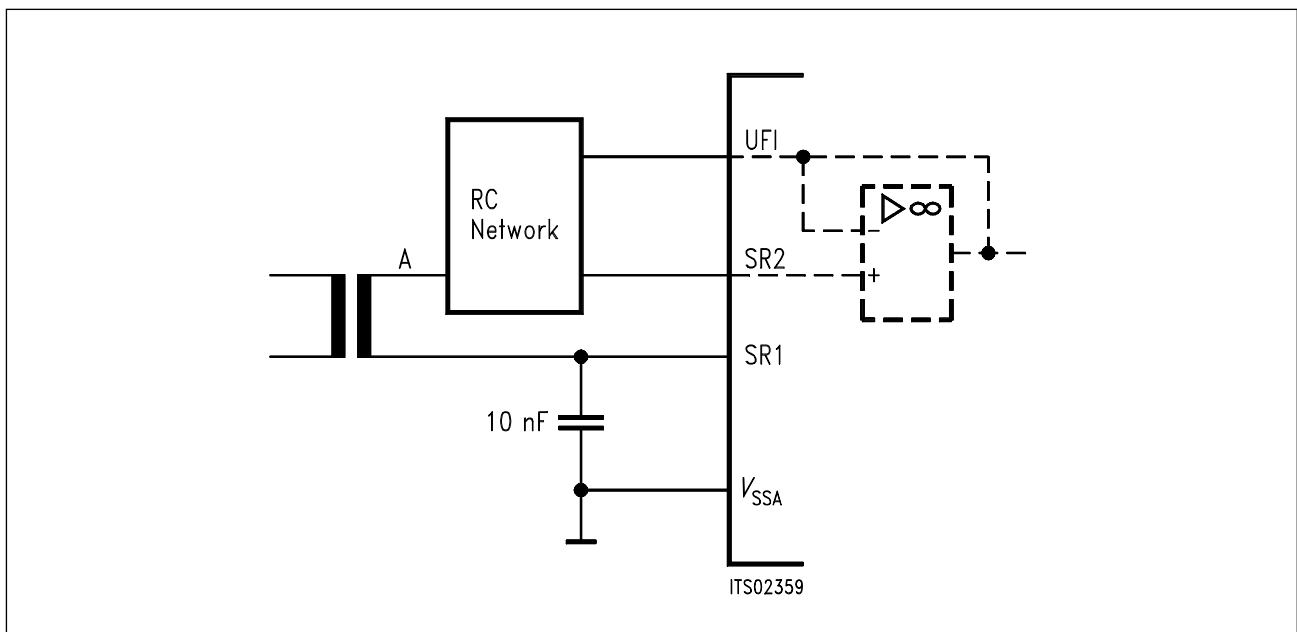 UFI
RC
Network
▷ ∞
−
A
SR2
+
SR1
10 nF
VSSA
ITS02359